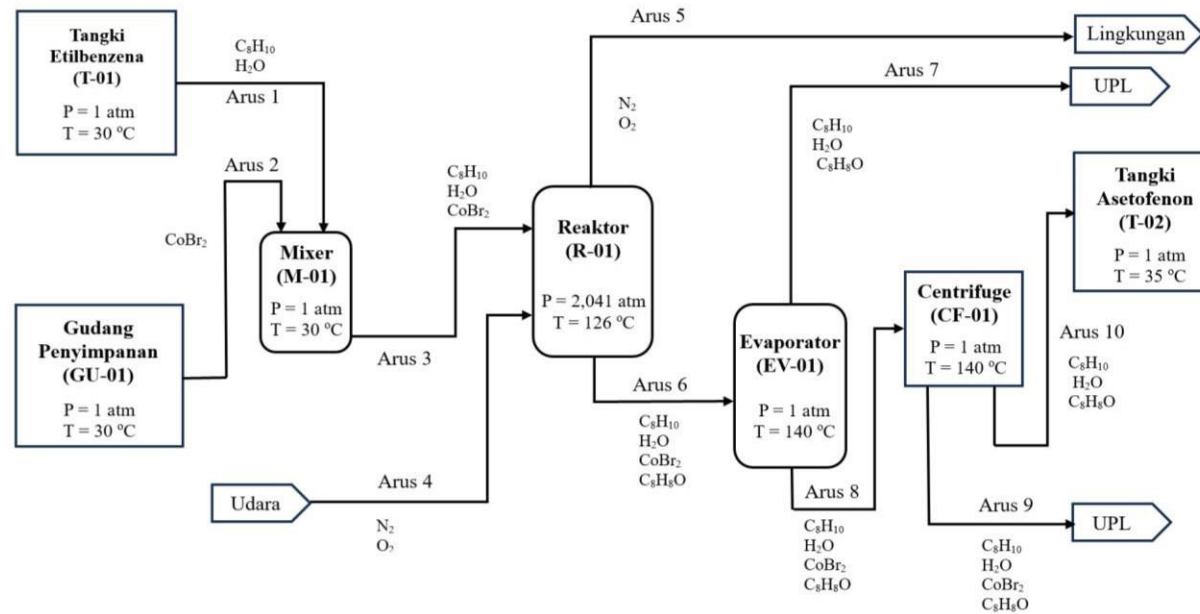 Tangki
Etilbenzena
(T-01)
P = 1 atm
T = 30 °C
C₈H₁₀
H₂O
Arus 1
Arus 2
CoBr₂
Gudang
Penyimpanan
(GU-01)
P = 1 atm
T = 30 °C
Mixer
(M-01)
P = 1 atm
T = 30 °C
Arus 3
C₈H₁₀
H₂O
CoBr₂
Udara
Arus 4
N₂
O₂
Reaktor
(R-01)
P = 2,041 atm
T = 126 °C
Arus 5
N₂
O₂
Lingkungan
Arus 6
C₈H₁₀
H₂O
CoBr₂
C₈H₈O
Evaporator
(EV-01)
P = 1 atm
T = 140 °C
Arus 7
C₈H₁₀
H₂O
C₈H₈O
UPL
Arus 8
C₈H₁₀
H₂O
CoBr₂
C₈H₈O
Centrifuge
(CF-01)
P = 1 atm
T = 140 °C
Arus 9
C₈H₁₀
H₂O
CoBr₂
C₈H₈O
UPL
Arus 10
C₈H₁₀
H₂O
C₈H₈O
Tangki
Asetofenon
(T-02)
P = 1 atm
T = 35 °C